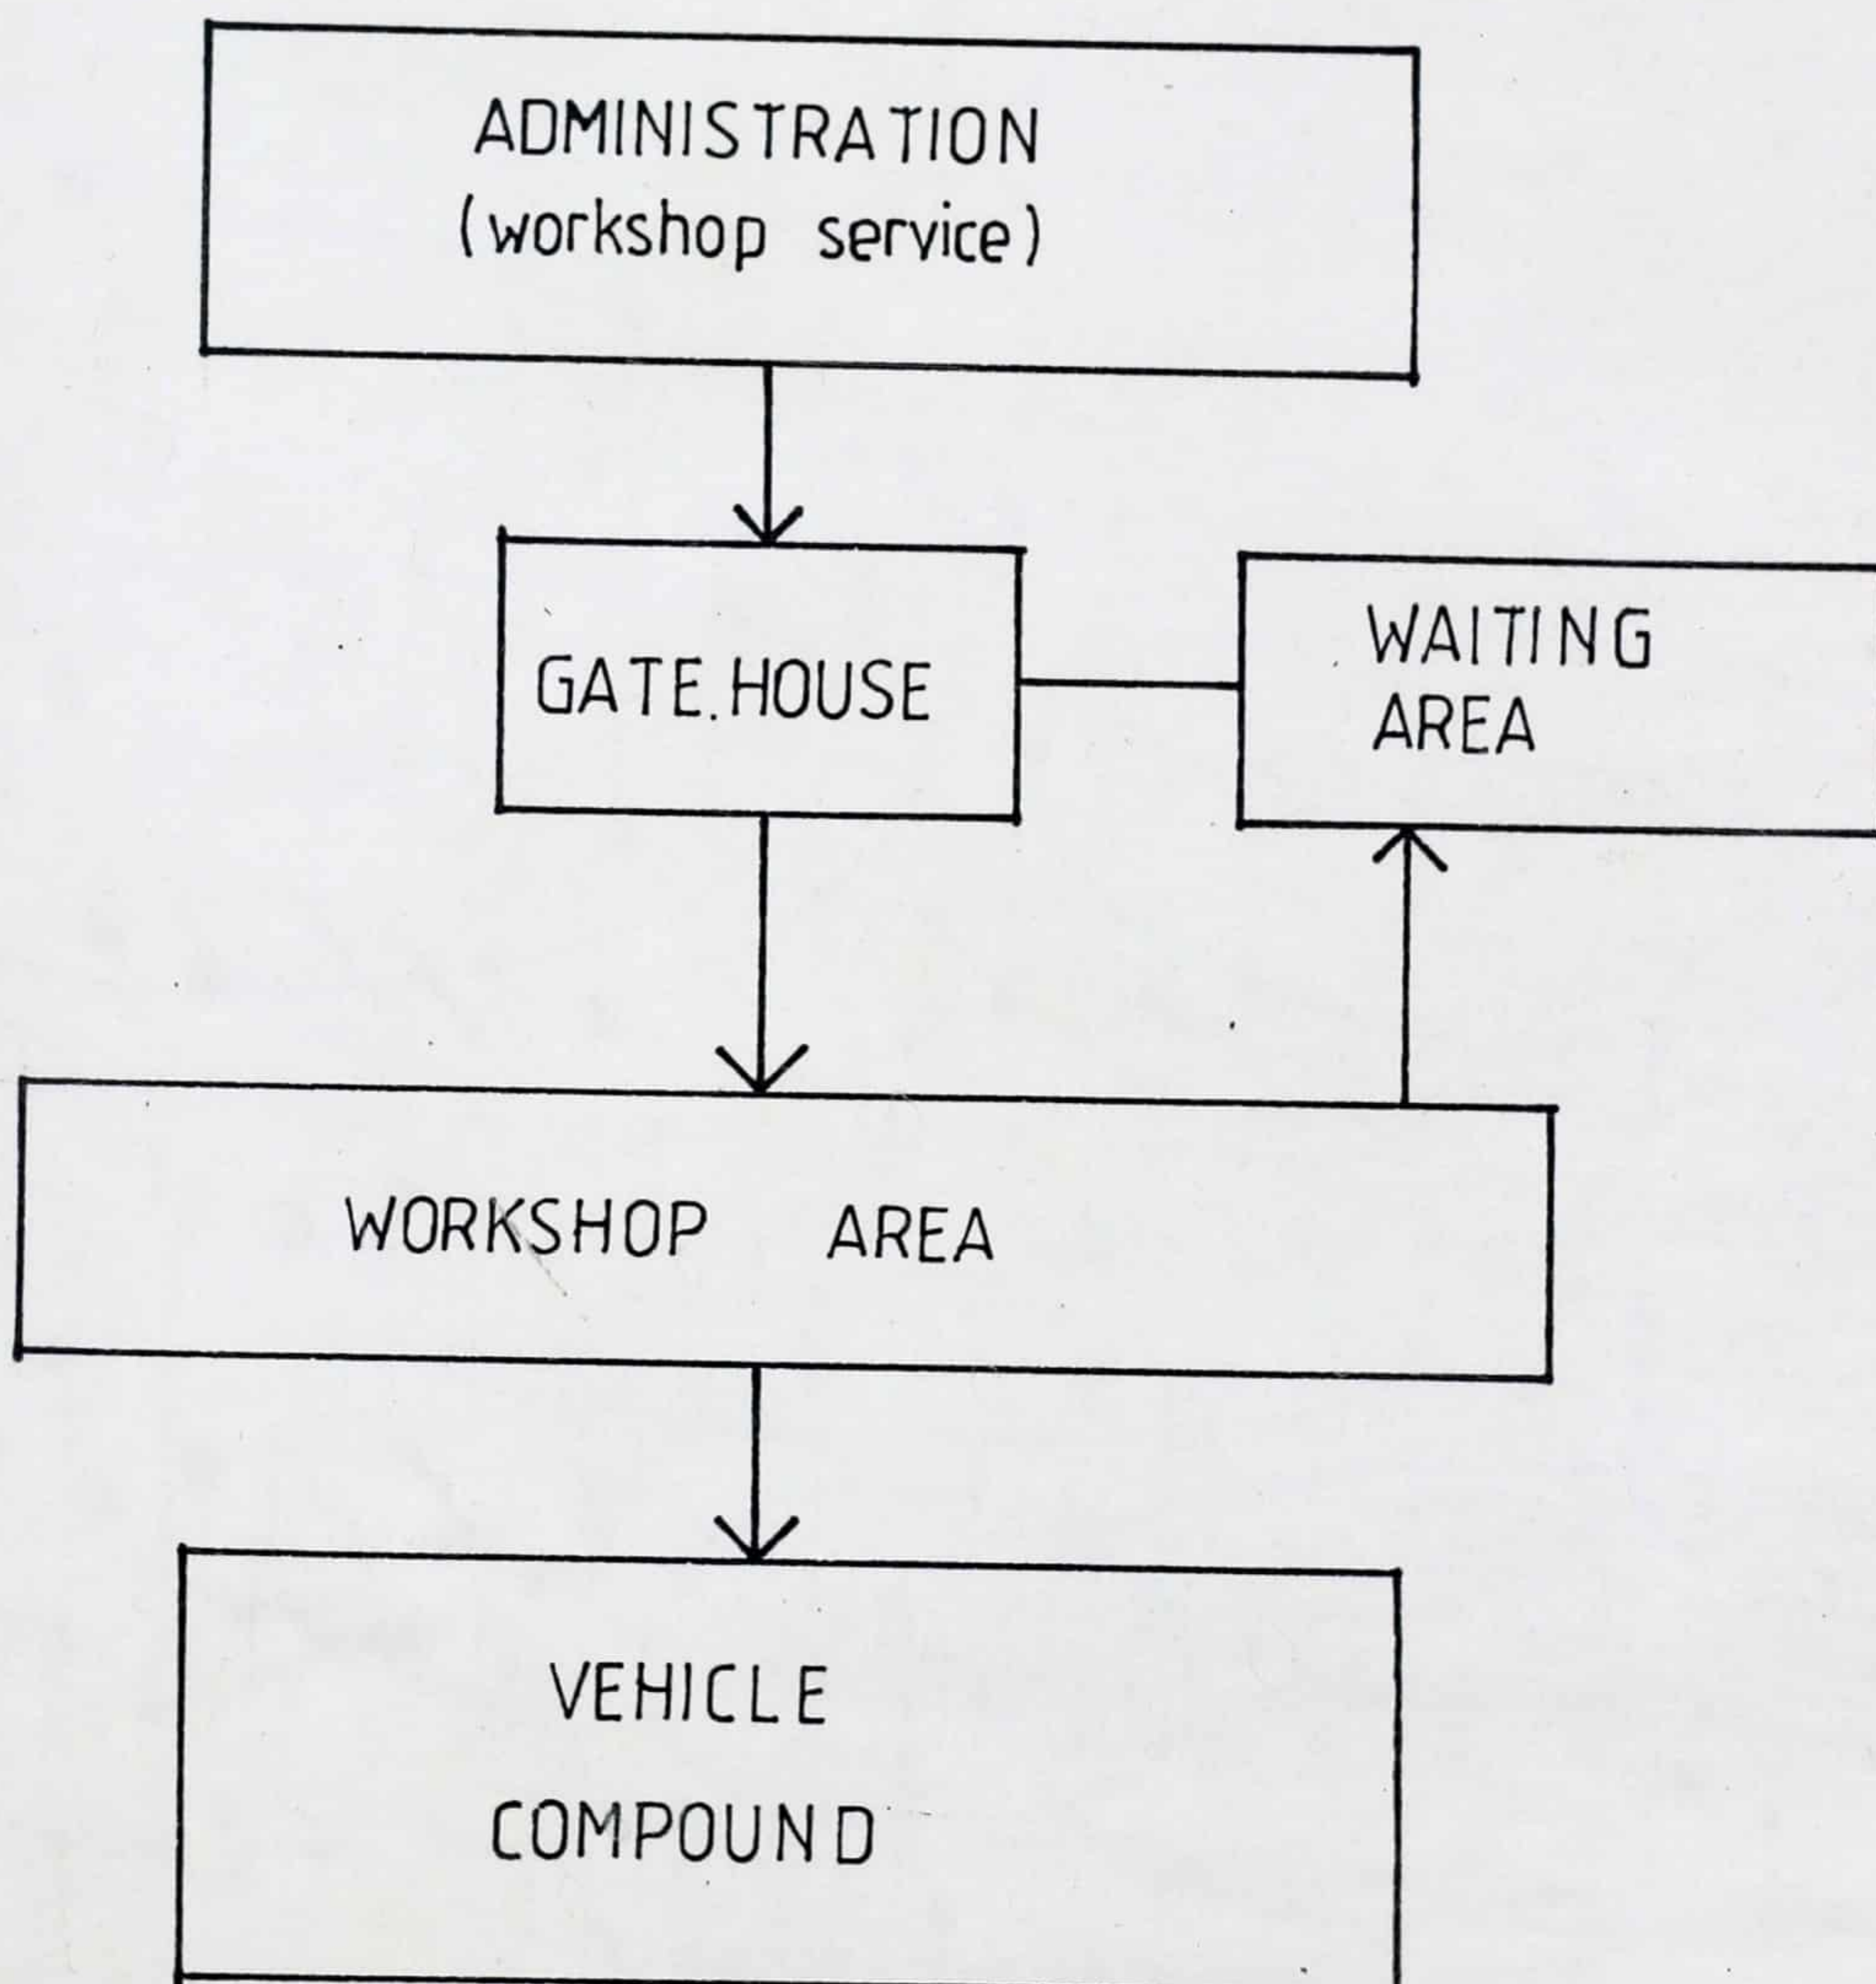 ADMINISTRATION
(workshop service)
GATE.HOUSE
WAITING
AREA
WORKSHOP AREA
VEHICLE
COMPOUND